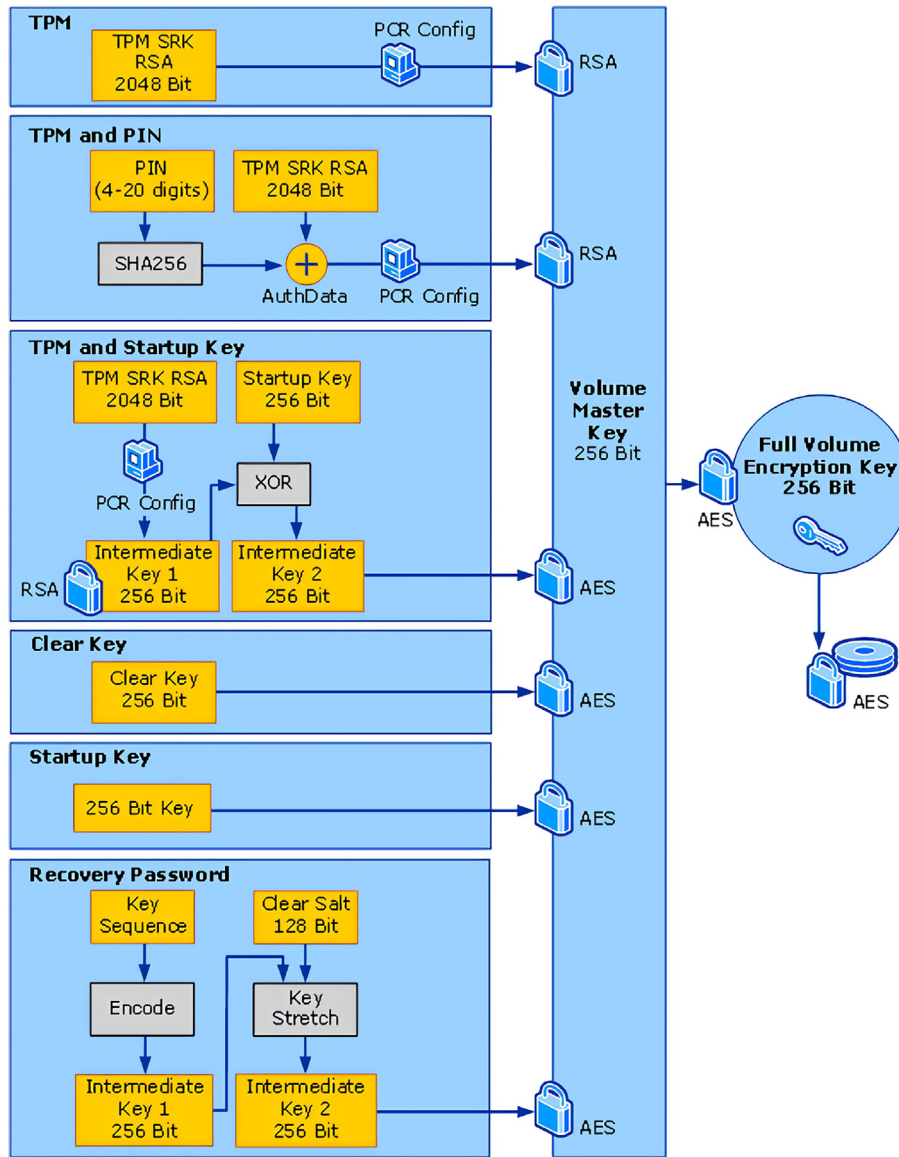 TPM
TPM SRK
RSA
2048 Bit
PCR Config
RSA
TPM and PIN
PIN
(4-20 digits)
TPM SRK RSA
2048 Bit
SHA256
AuthData
PCR Config
RSA
TPM and Startup Key
TPM SRK RSA
2048 Bit
Startup Key
256 Bit
PCR Config
XOR
RSA
Intermediate
Key 1
256 Bit
Intermediate
Key 2
256 Bit
AES
Clear Key
Clear Key
256 Bit
AES
Startup Key
256 Bit Key
AES
Recovery Password
Key
Sequence
Clear Salt
128 Bit
Encode
Key
Stretch
Intermediate
Key 1
256 Bit
Intermediate
Key 2
256 Bit
AES
Volume
Master
Key
256 Bit
AES
Full Volume
Encryption Key
256 Bit
AES